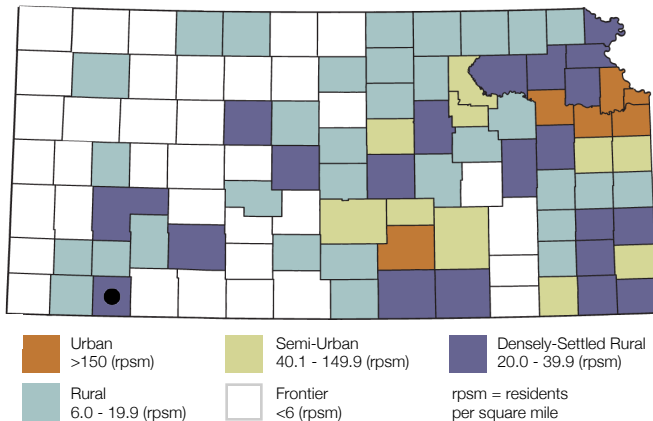 Urban
>150 (rpsm)
Semi-Urban
40.1 - 149.9 (rpsm)
Densely-Settled Rural
20.0 - 39.9 (rpsm)
Rural
6.0 - 19.9 (rpsm)
Frontier
<6 (rpsm)
rpsm = residents
per square mile